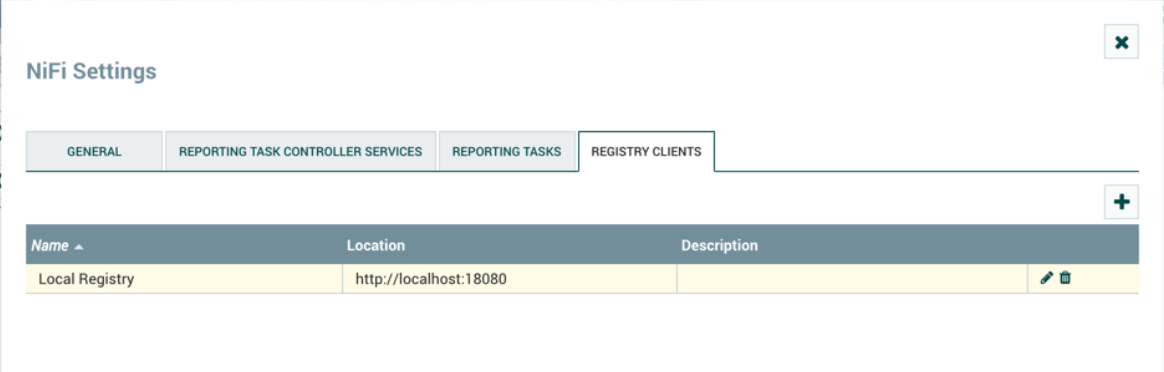 NiFi Settings
GENERAL REPORTING TASK CONTROLLER SERVICES REPORTING TASKS REGISTRY CLIENTS
Name Location Description
Local Registry http://localhost:18080